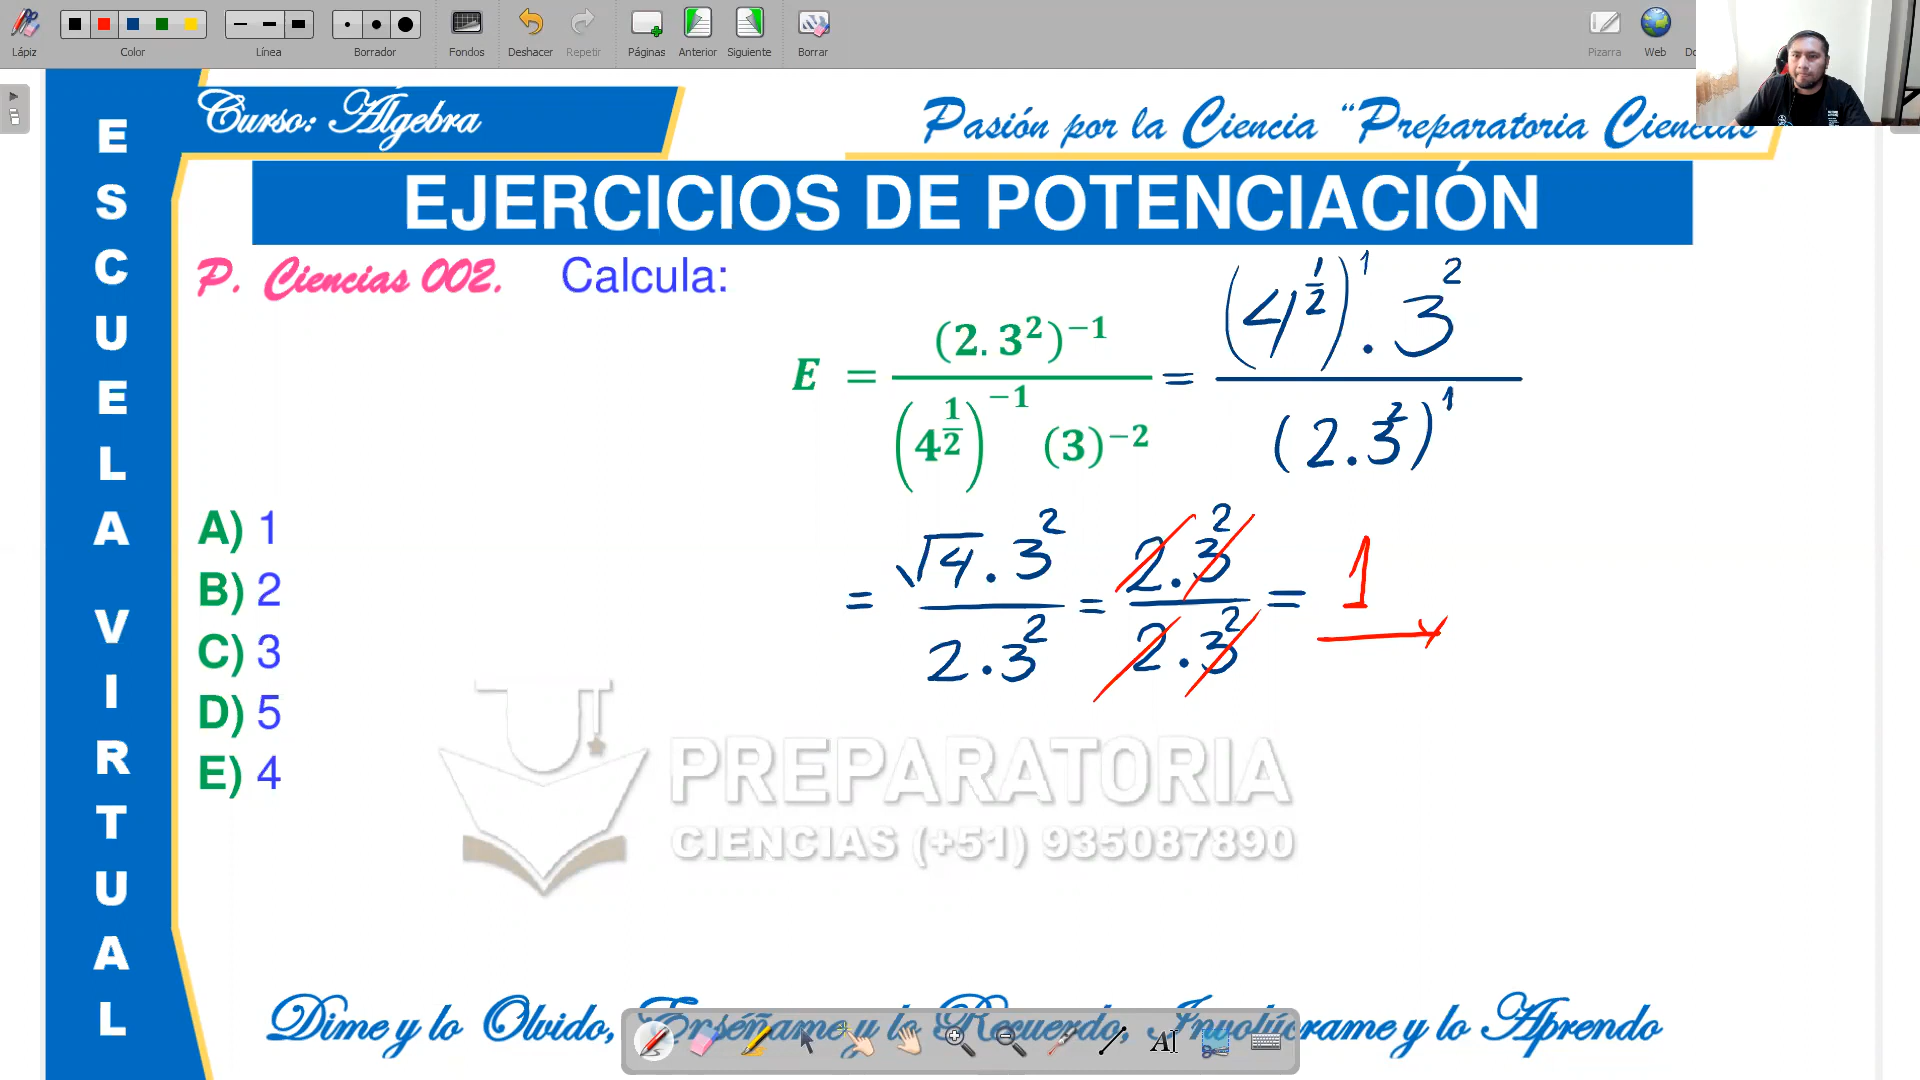 Lápiz
Color
Línea
Borrador
Fondos
Deshacer
Repetir
Páginas
Anterior
Siguiente
Borrar
Pizarra
Web
Curso: Álgebra
Pasión por la Ciencia "Preparatoria Ciencias
ESCUELA VIRTUAL
EJERCICIOS DE POTENCIACIÓN
P. Ciencias 002. Calcula:
E = (2.3²)⁻¹ / ((4^(1/2))⁻¹ (3)⁻²) = ((4^(1/2))¹ . 3²) / (2.3²)¹
= (√4 . 3²) / (2 . 3²) = (2 . 3²) / (2 . 3²) = 1
A) 1
B) 2
C) 3
D) 5
E) 4
PREPARATORIA
CIENCIAS (+51) 935087890
Dime y lo Olvido, Enséñame y lo Recuerdo, Involúcrame y lo Aprendo